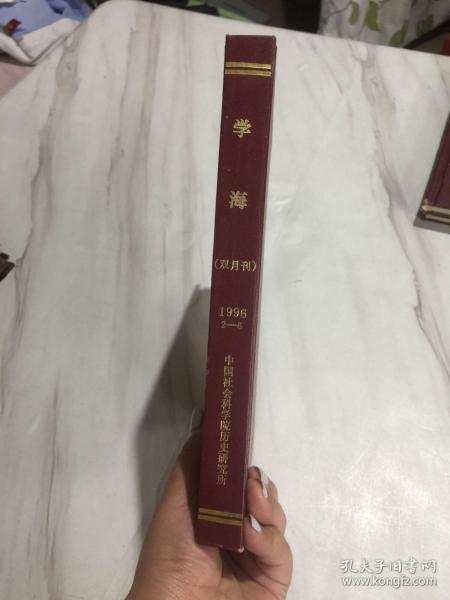 学海
（双月刊）
1996
2—6
中国社会科学院历史研究所
孔夫子旧书网
www.kongfz.com